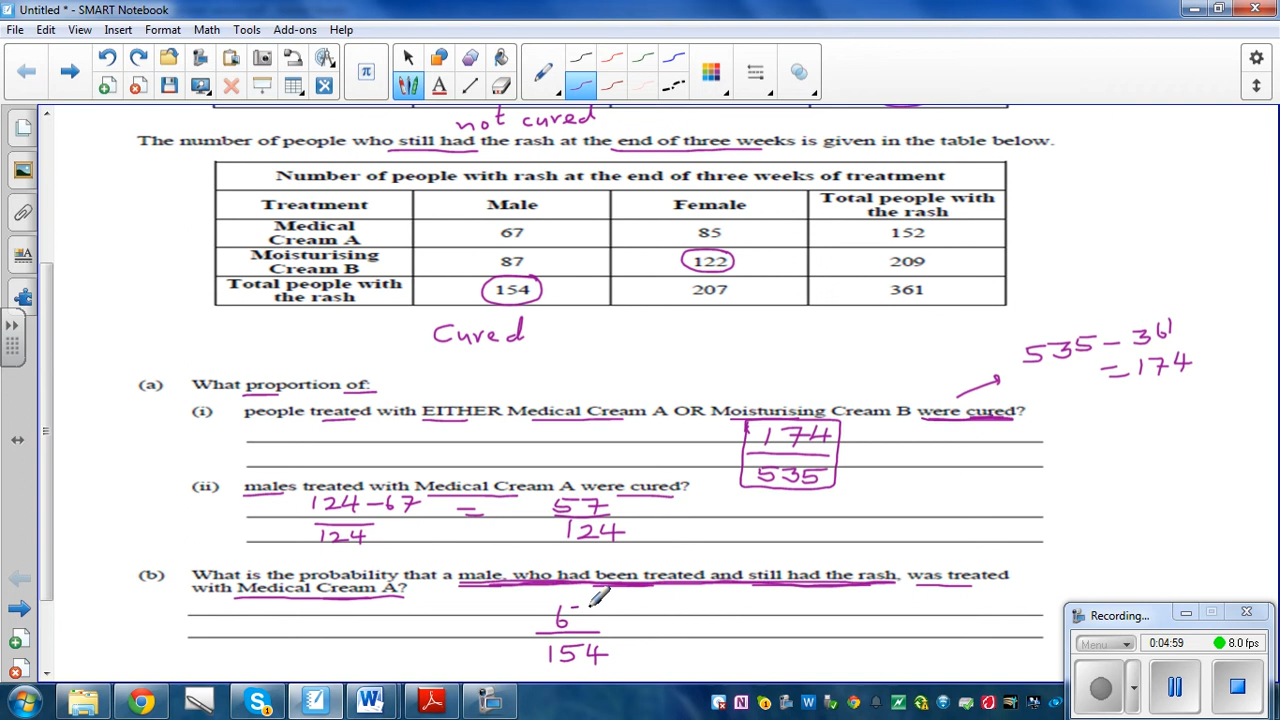 Untitled * - SMART Notebook
File Edit View Insert Format Math Tools Add-ons Help
not cured
The number of people who still had the rash at the end of three weeks is given in the table below.
Number of people with rash at the end of three weeks of treatment
Treatment Male Female Total people with the rash
Medical Cream A 67 85 152
Moisturising Cream B 87 122 209
Total people with the rash 154 207 361
Cured
535 - 361
= 174
(a) What proportion of:
(i) people treated with EITHER Medical Cream A OR Moisturising Cream B were cured?
174
535
(ii) males treated with Medical Cream A were cured?
124 - 67 = 57
124 124
(b) What is the probability that a male, who had been treated and still had the rash, was treated
with Medical Cream A?
6
154
Recording...
Menu 0:04:59 8.0 fps